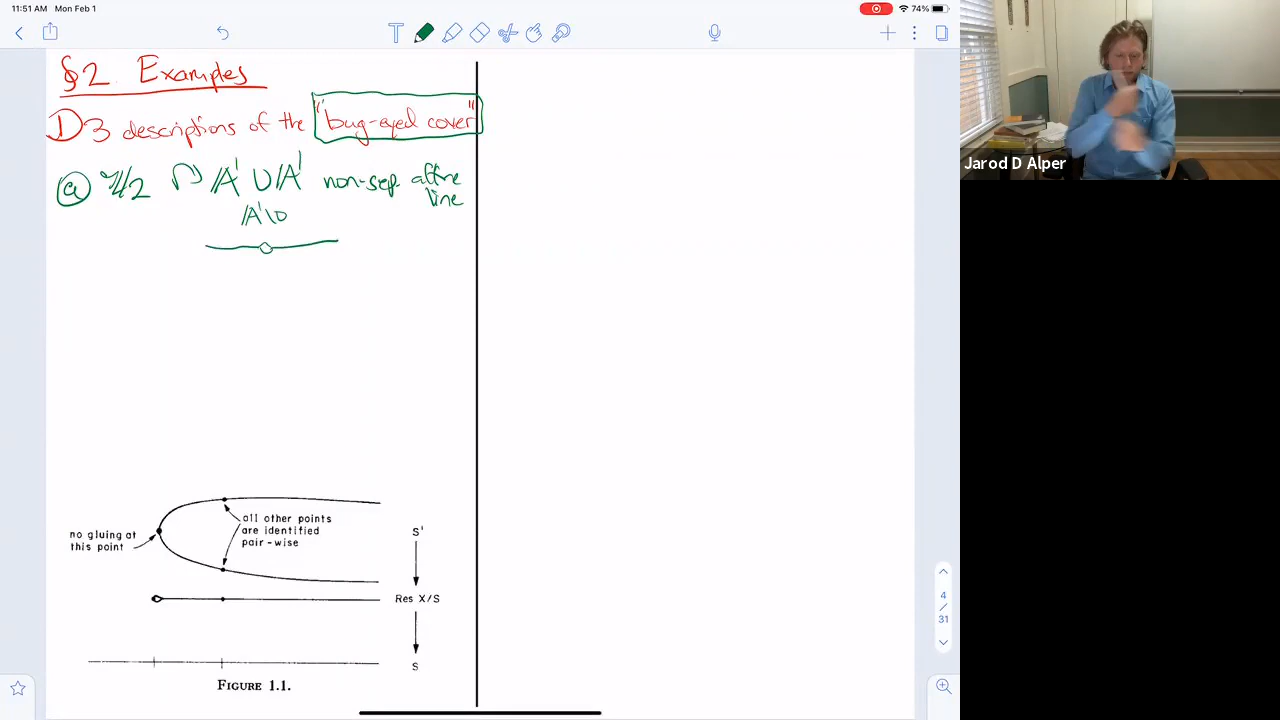 11:51 AM Mon Feb 1
74%
§2. Examples
① 3 descriptions of the "bug-eyed cover"
ⓐ ℤ/2 ↷ 𝔸¹ ∪ 𝔸¹ non-sep. affine line
𝔸¹\0
no gluing at this point
all other points are identified pair-wise
S'
Res X/S
S
FIGURE 1.1.
4
/
31
Jarod D Alper